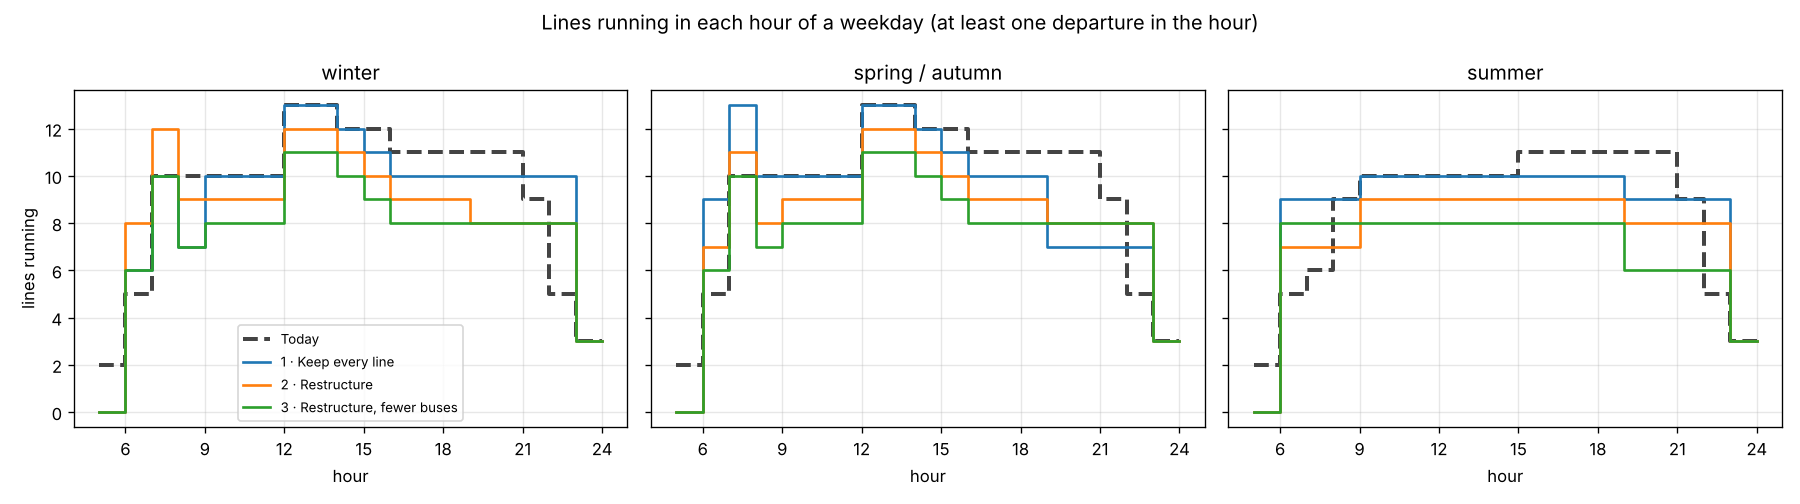 Lines running in each hour of a weekday (at least one departure in the hour)
winter
spring / autumn
summer
lines running
12
10
8
6
4
2
0
Today
1 · Keep every line
2 · Restructure
3 · Restructure, fewer buses
6 9 12 15 18 21 24
6 9 12 15 18 21 24
6 9 12 15 18 21 24
hour
hour
hour